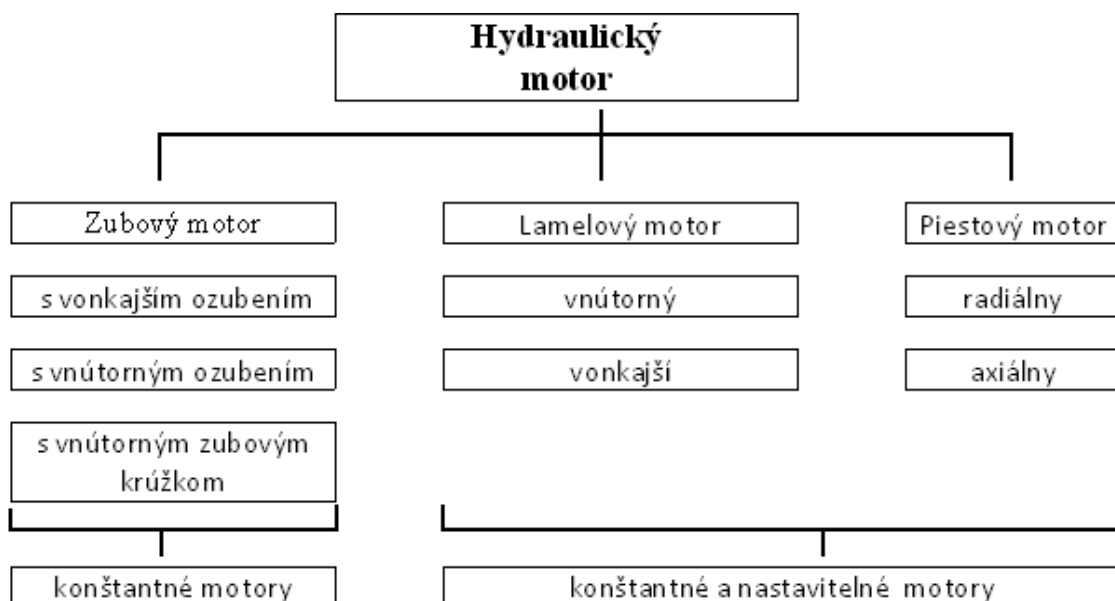 Hydraulický
motor
Zubový motor
Lamelový motor
Piestový motor
s vonkajším ozubením
vnútorný
radiálny
s vnútorným ozubením
vonkajší
axiálny
s vnútorným zubovým
krúžkom
konštantné motory
konštantné a nastavitelné motory